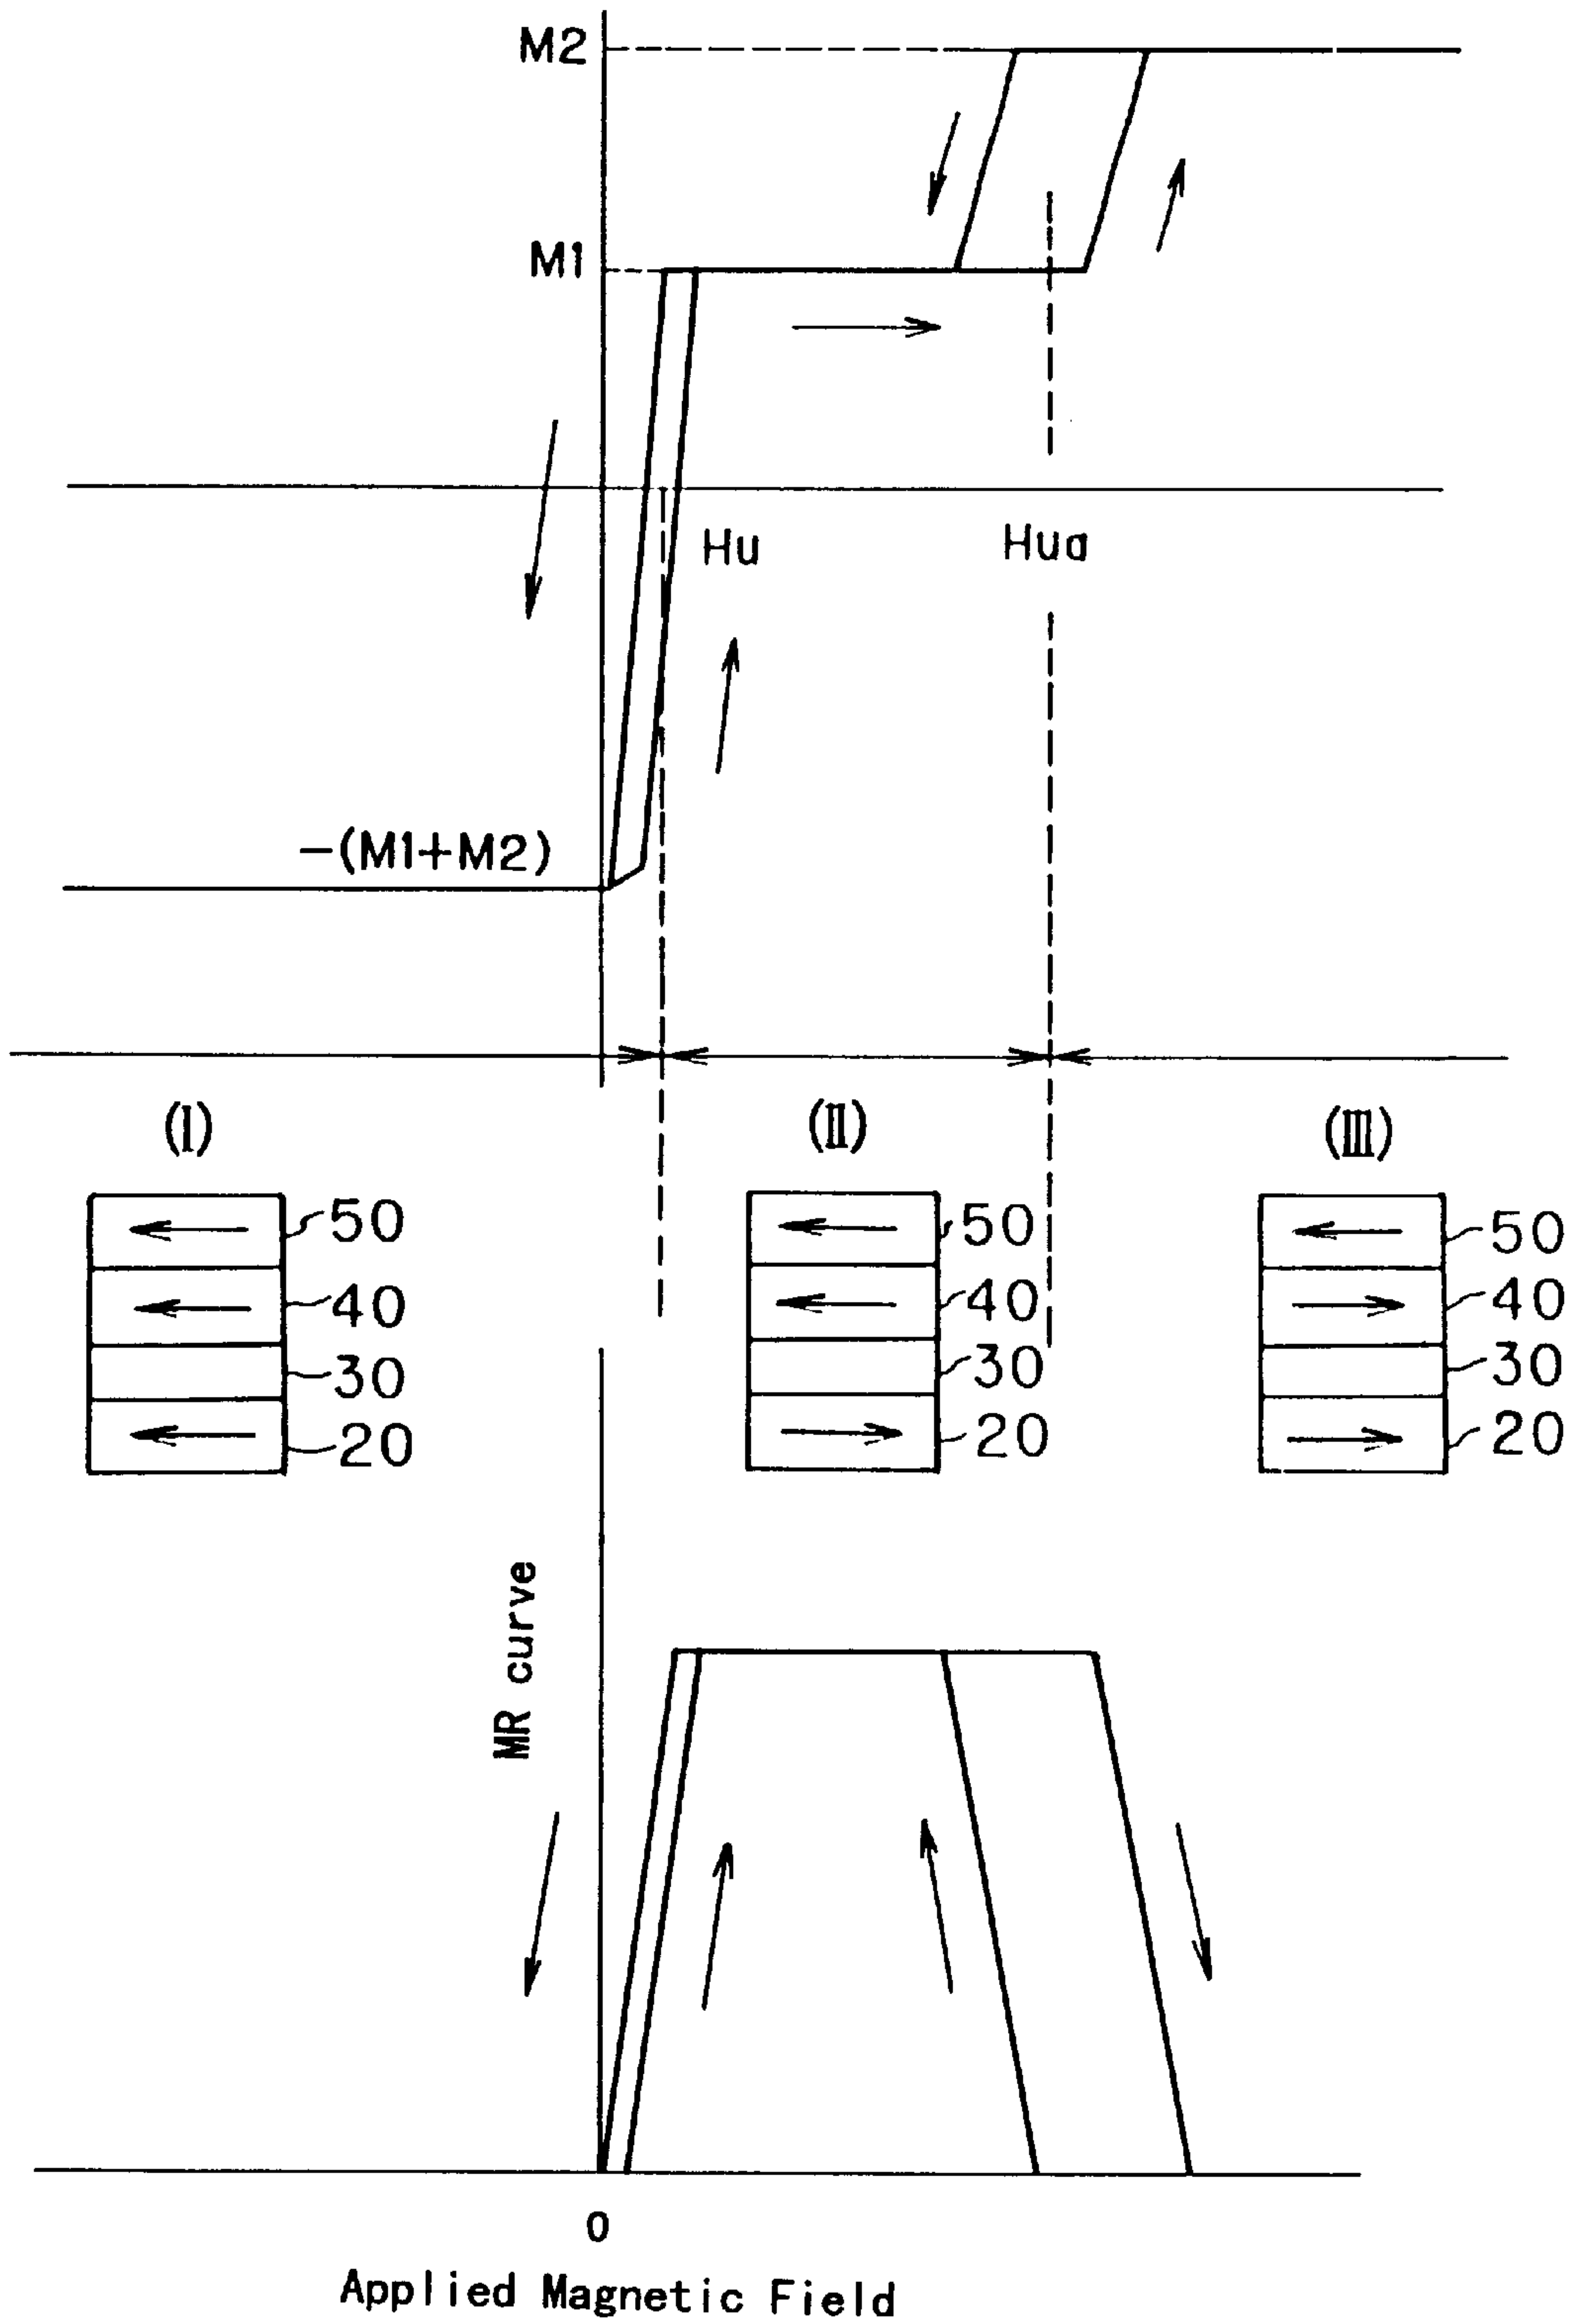 M2
M1
Hu
Hua
-(M1+M2)
(I)
(II)
(III)
50
50
50
40
40
40
30
30
30
20
20
20
MR curve
0
Applied Magnetic Field